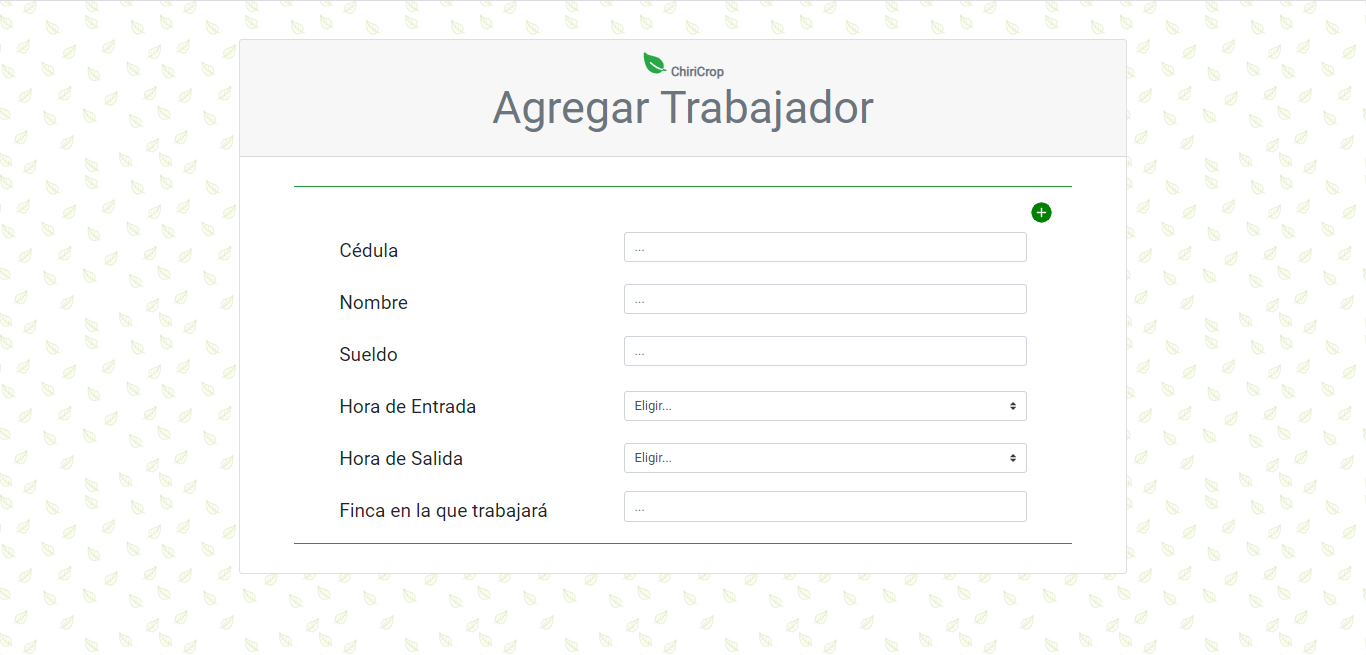 ChiriCrop
Agregar Trabajador
Cédula ...
Nombre ...
Sueldo ...
Hora de Entrada Eligir...
Hora de Salida Eligir...
Finca en la que trabajará ...